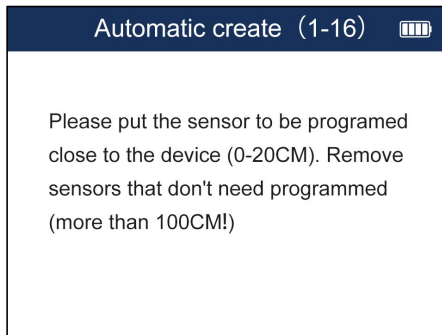 Automatic create（1-16）
Please put the sensor to be programed
close to the device (0-20CM). Remove
sensors that don't need programmed
(more than 100CM!)